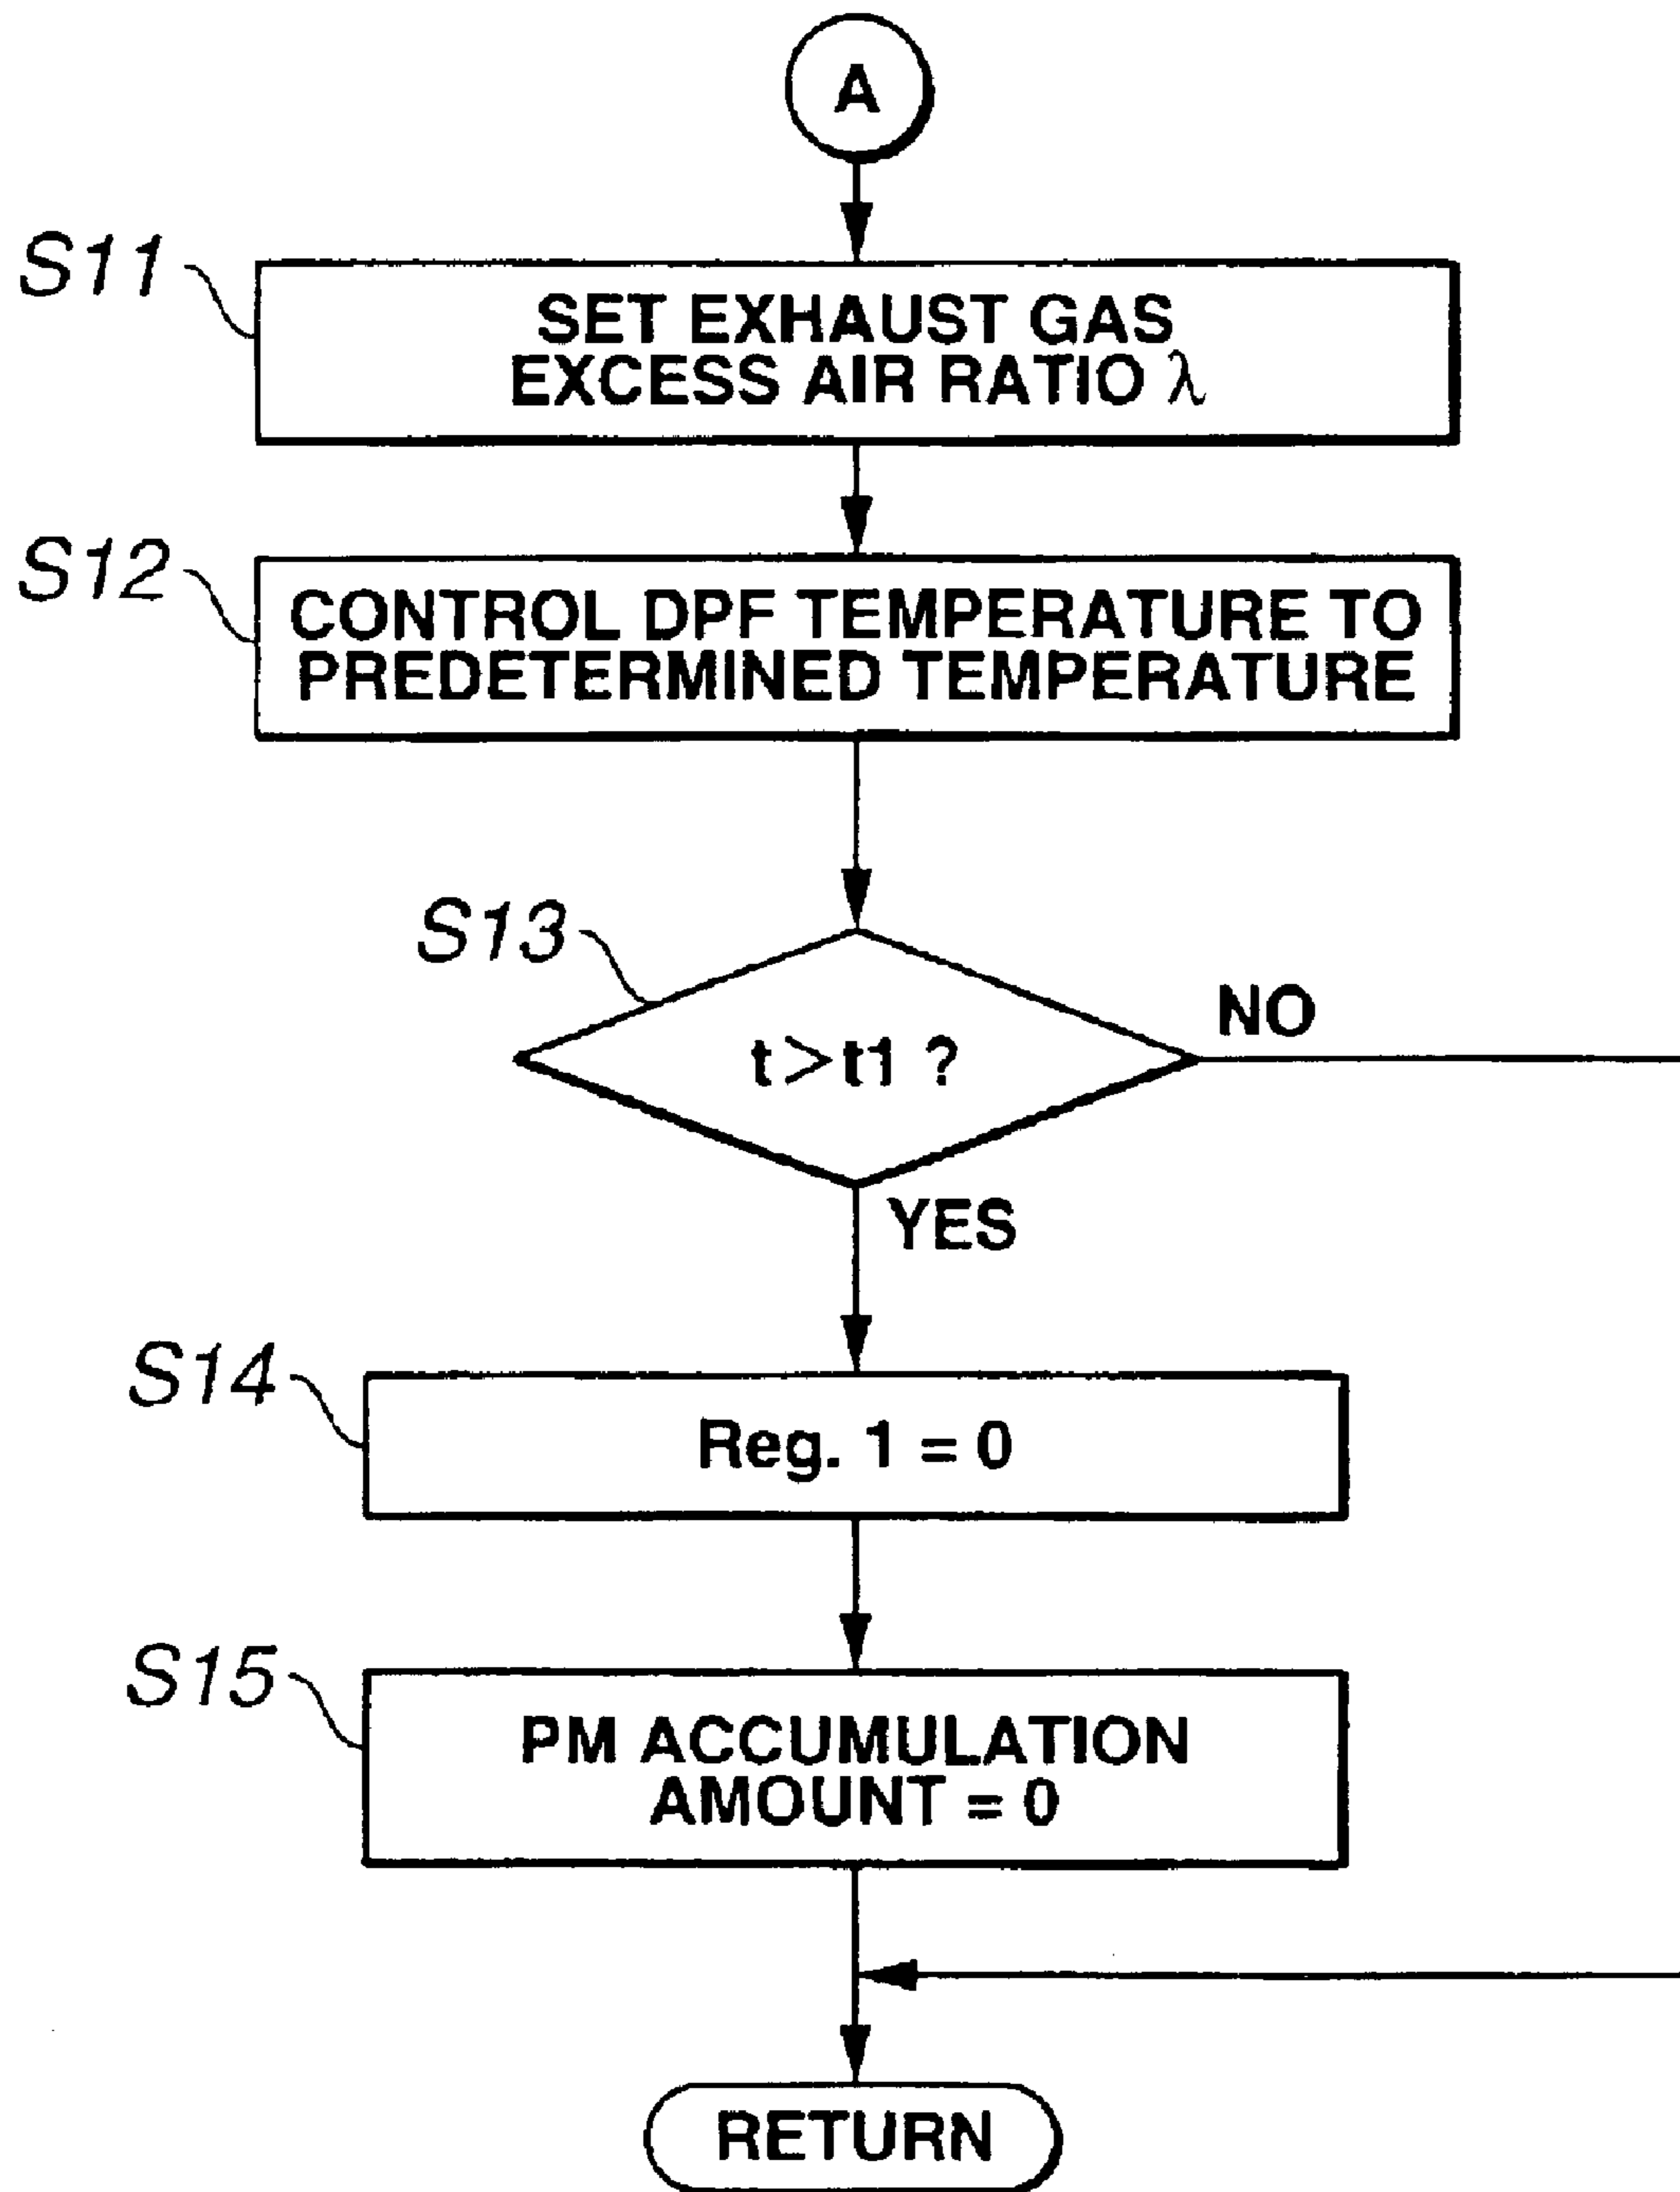 A
S11
SET EXHAUST GAS
EXCESS AIR RATIO λ
S12
CONTROL DPF TEMPERATURE TO
PREDETERMINED TEMPERATURE
S13
t>t1 ?
NO
YES
S14
Reg. 1 = 0
S15
PM ACCUMULATION
AMOUNT = 0
RETURN